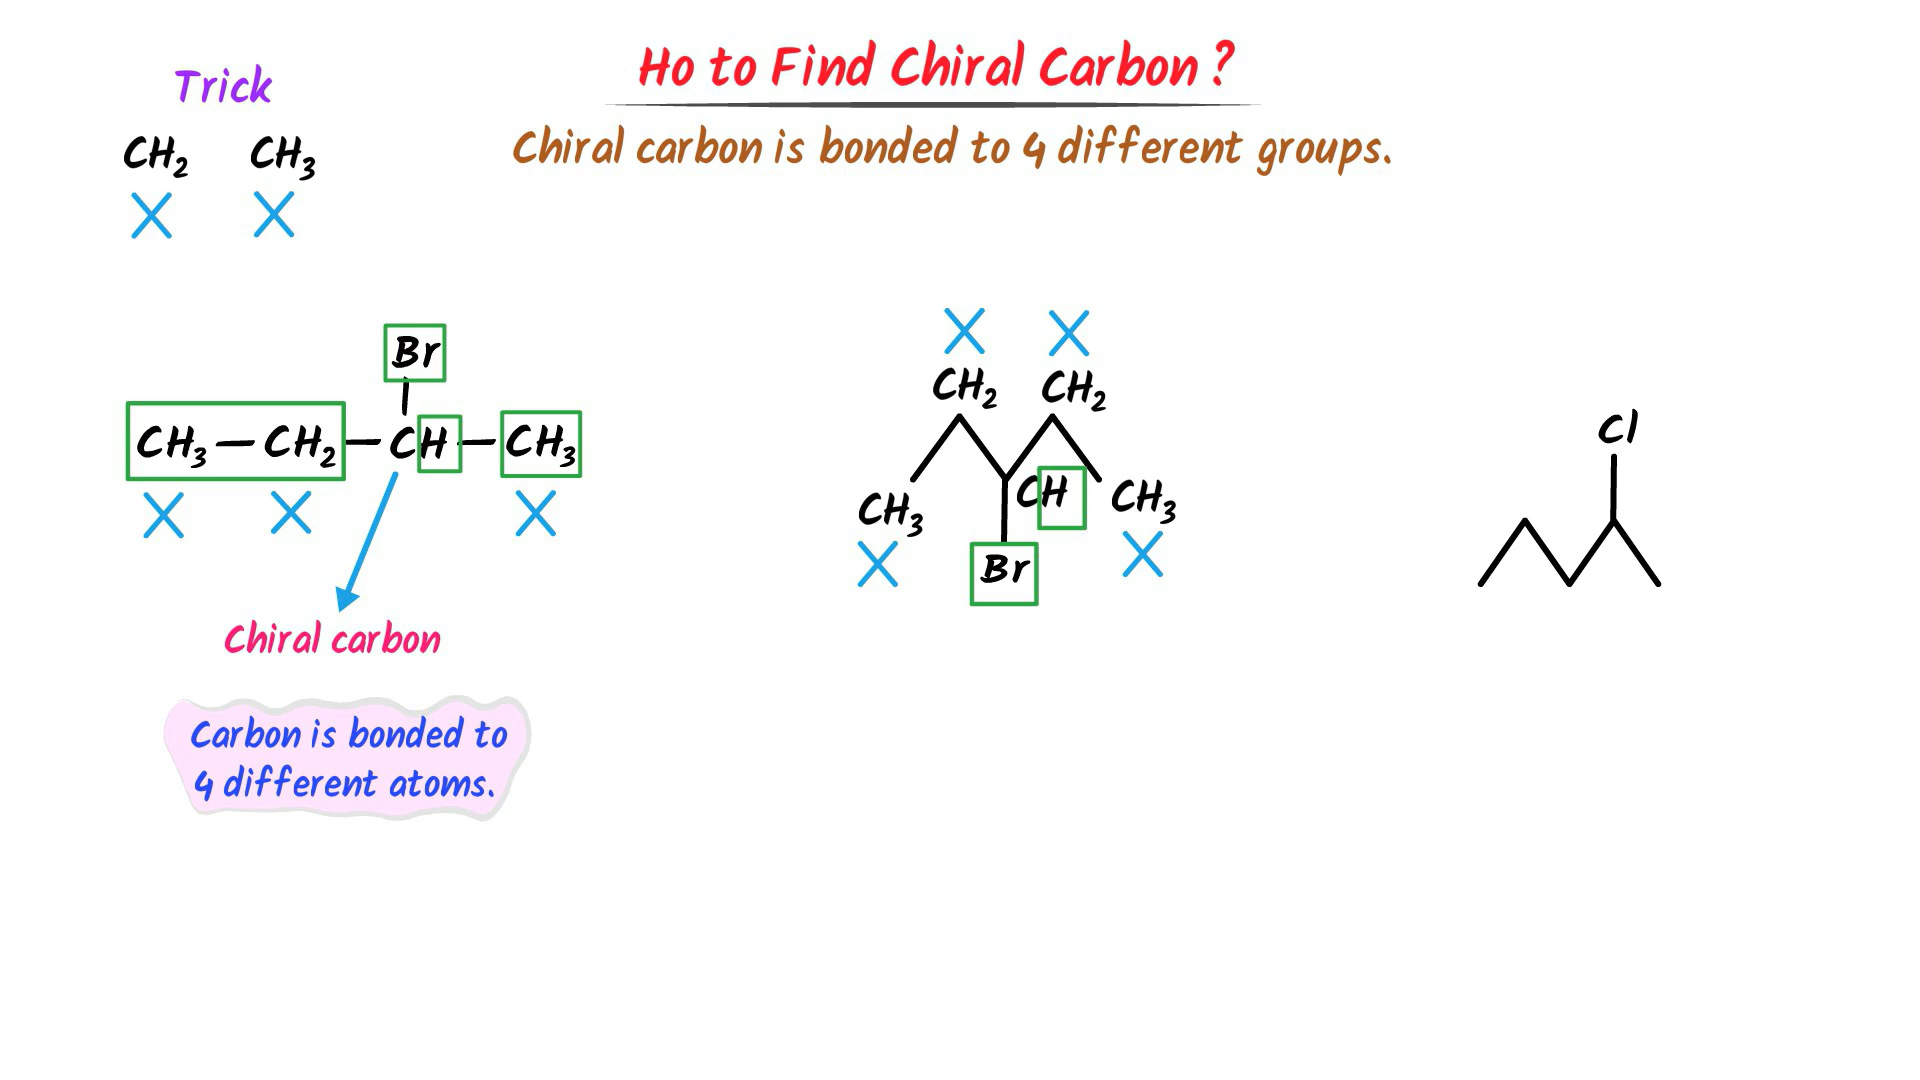 Ho to Find Chiral Carbon ?
Trick
Chiral carbon is bonded to 4 different groups.
CH₂ CH₃
X X
Br
CH₃—CH₂—CH—CH₃
X X X
Chiral carbon
Carbon is bonded to
4 different atoms.
X X
CH₂ CH₂
CH₃ CH CH₃
X X
Br
Cl